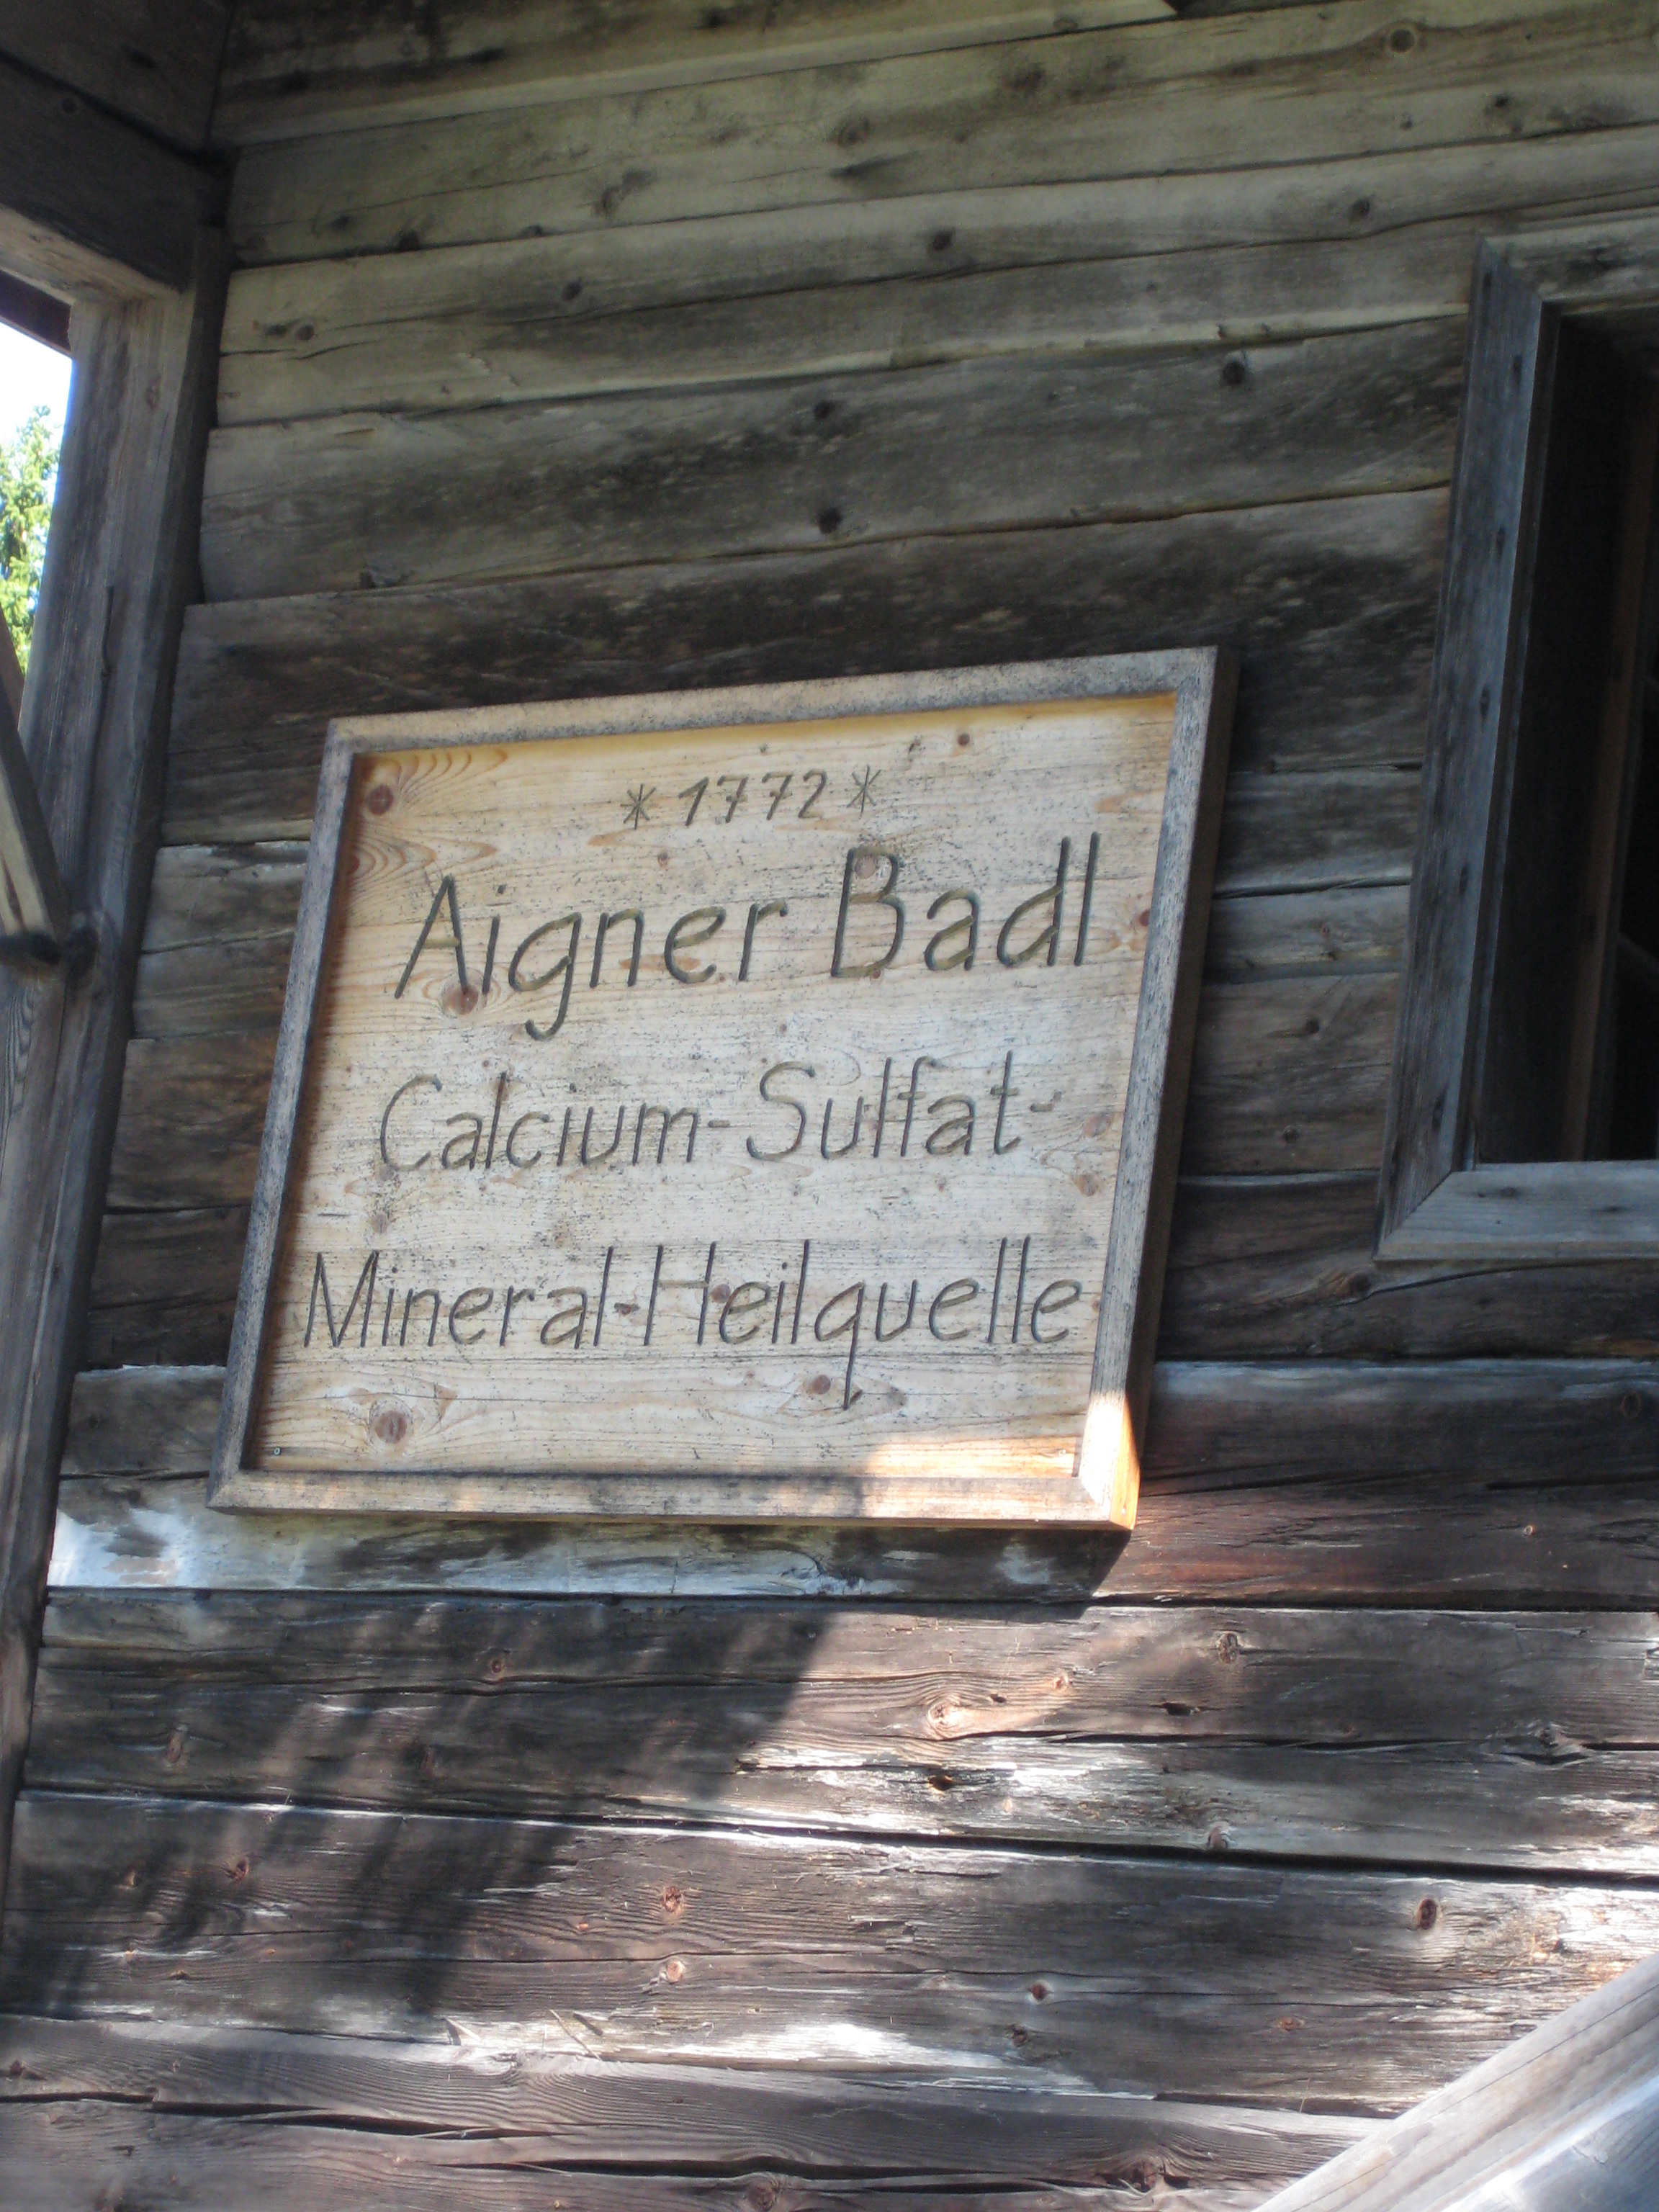 * 1772 *
Aigner Badl
Calcium-Sulfat-
Mineral-Heilquelle